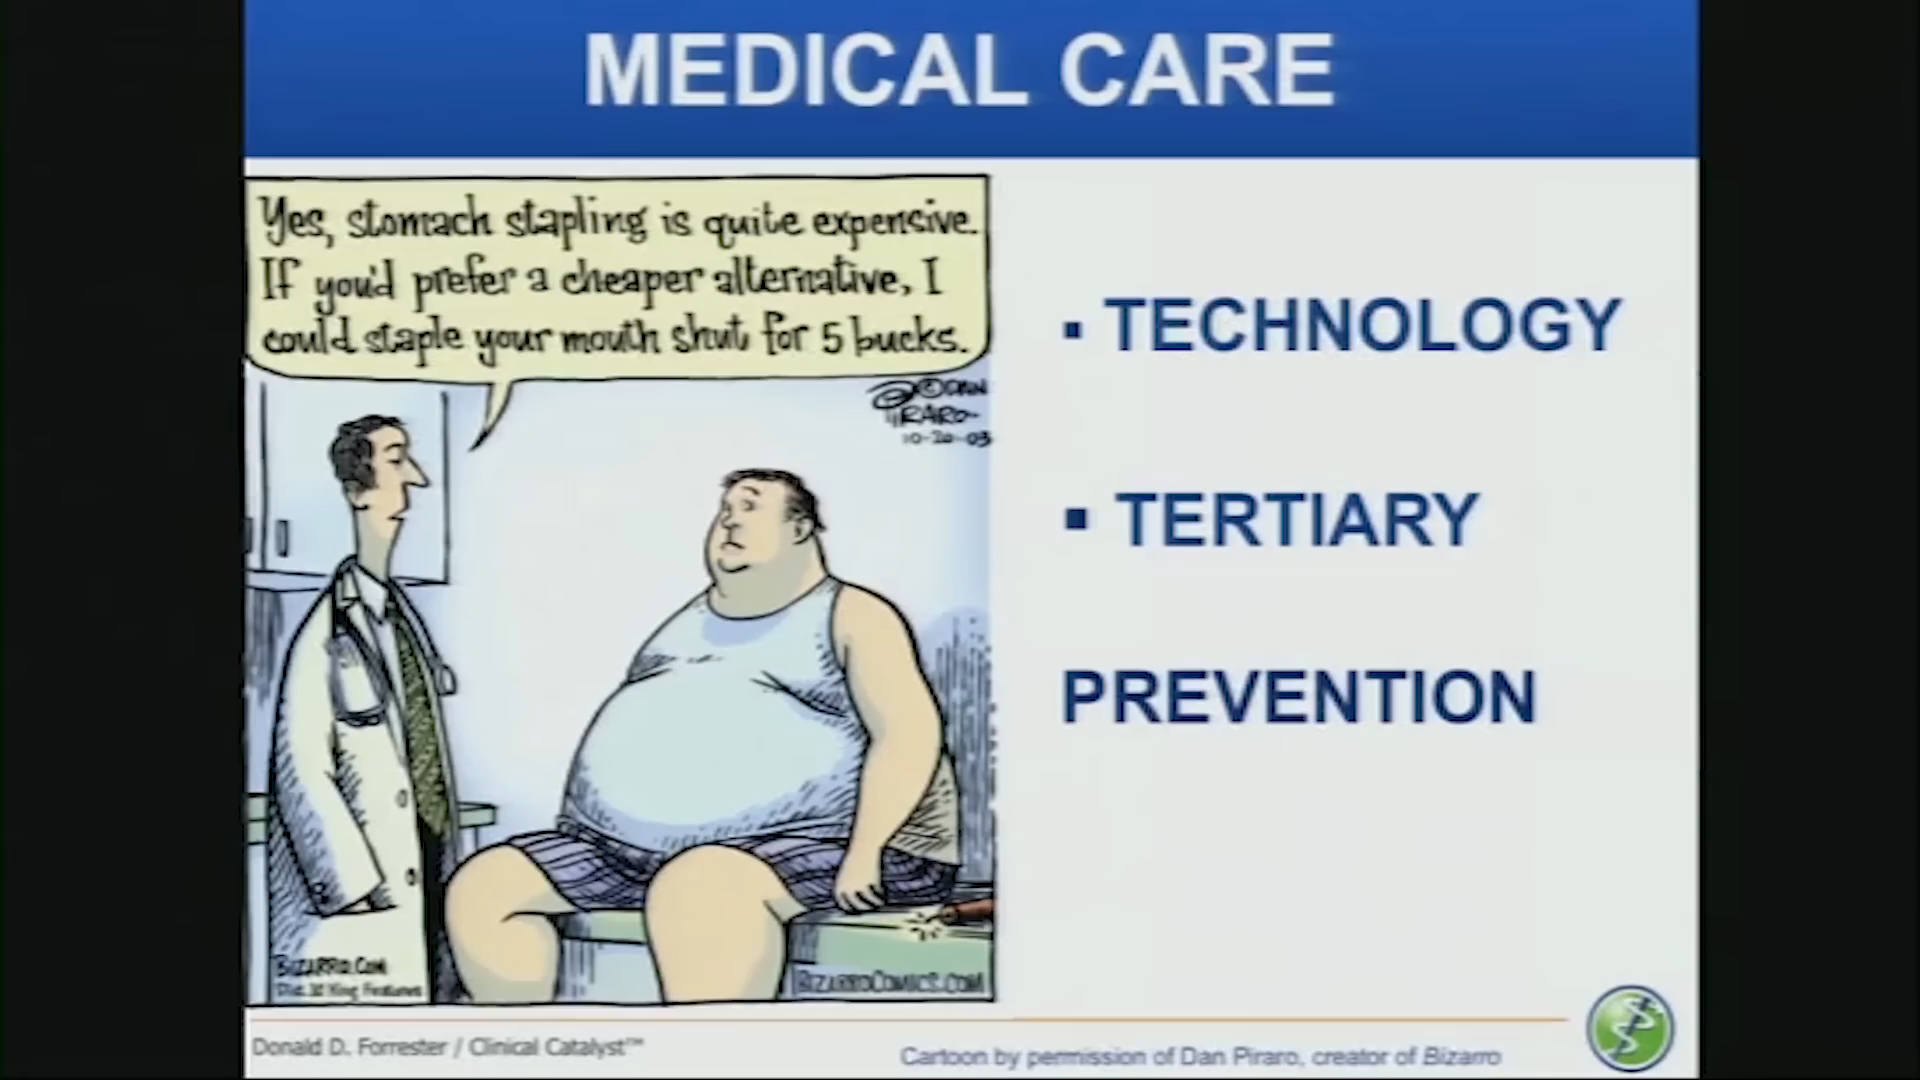 MEDICAL CARE
Yes, stomach stapling is quite expensive.
If you'd prefer a cheaper alternative, I
could staple your mouth shut for 5 bucks.
© DAN
PIRARO
10-20-03
▪ TECHNOLOGY
▪ TERTIARY
PREVENTION
BIZARRO.COM
Dist. by King Features
BIZARROCOMICS.COM
Donald D. Forrester / Clinical Catalyst™
Cartoon by permission of Dan Piraro, creator of Bizarro